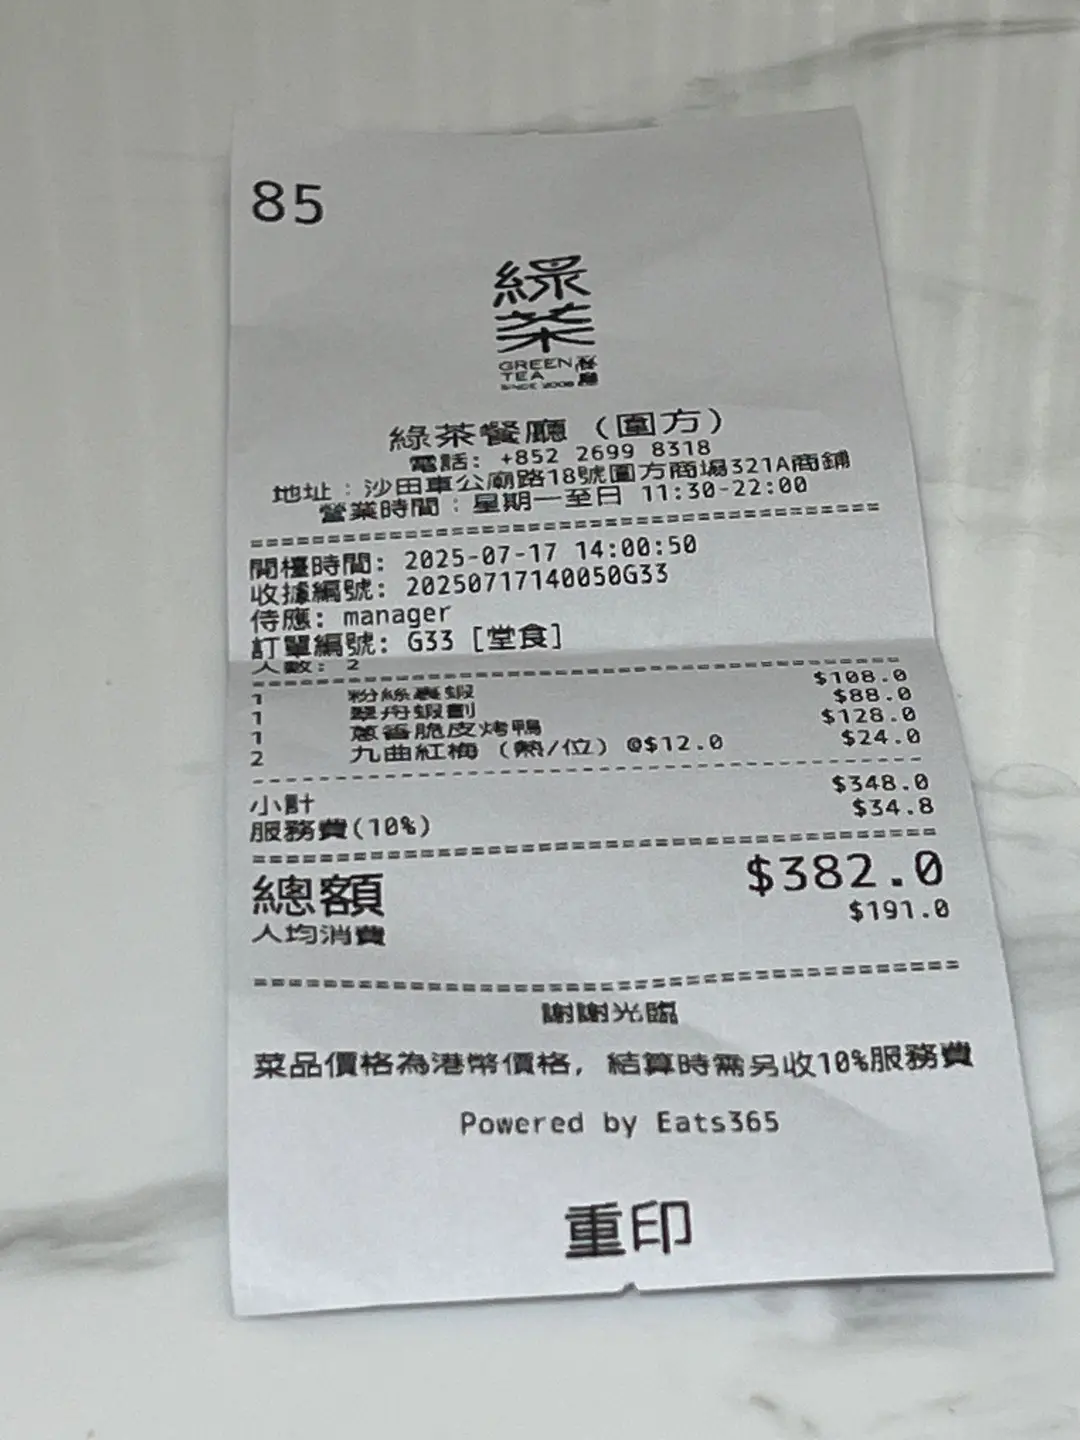 85
綠茶
GREEN TEA 餐廳
SINCE 2008
綠茶餐廳 (圍方)
電話: +852 2699 8318
地址：沙田車公廟路18號圍方商場321A商鋪
營業時間：星期一至日 11:30-22:00
開檯時間: 2025-07-17 14:00:50
收據編號: 20250717140050G33
侍應: manager
訂單編號: G33 [堂食]
人數: 2
1 粉絲裹蝦 $108.0
1 翠舟蝦劃 $88.0
1 蔥香脆皮烤鴨 $128.0
2 九曲紅梅 (熱/位) @$12.0 $24.0
小計 $348.0
服務費(10%) $34.8
總額 $382.0
人均消費 $191.0
謝謝光臨
菜品價格為港幣價格, 結算時需另收10%服務費
Powered by Eats365
重印